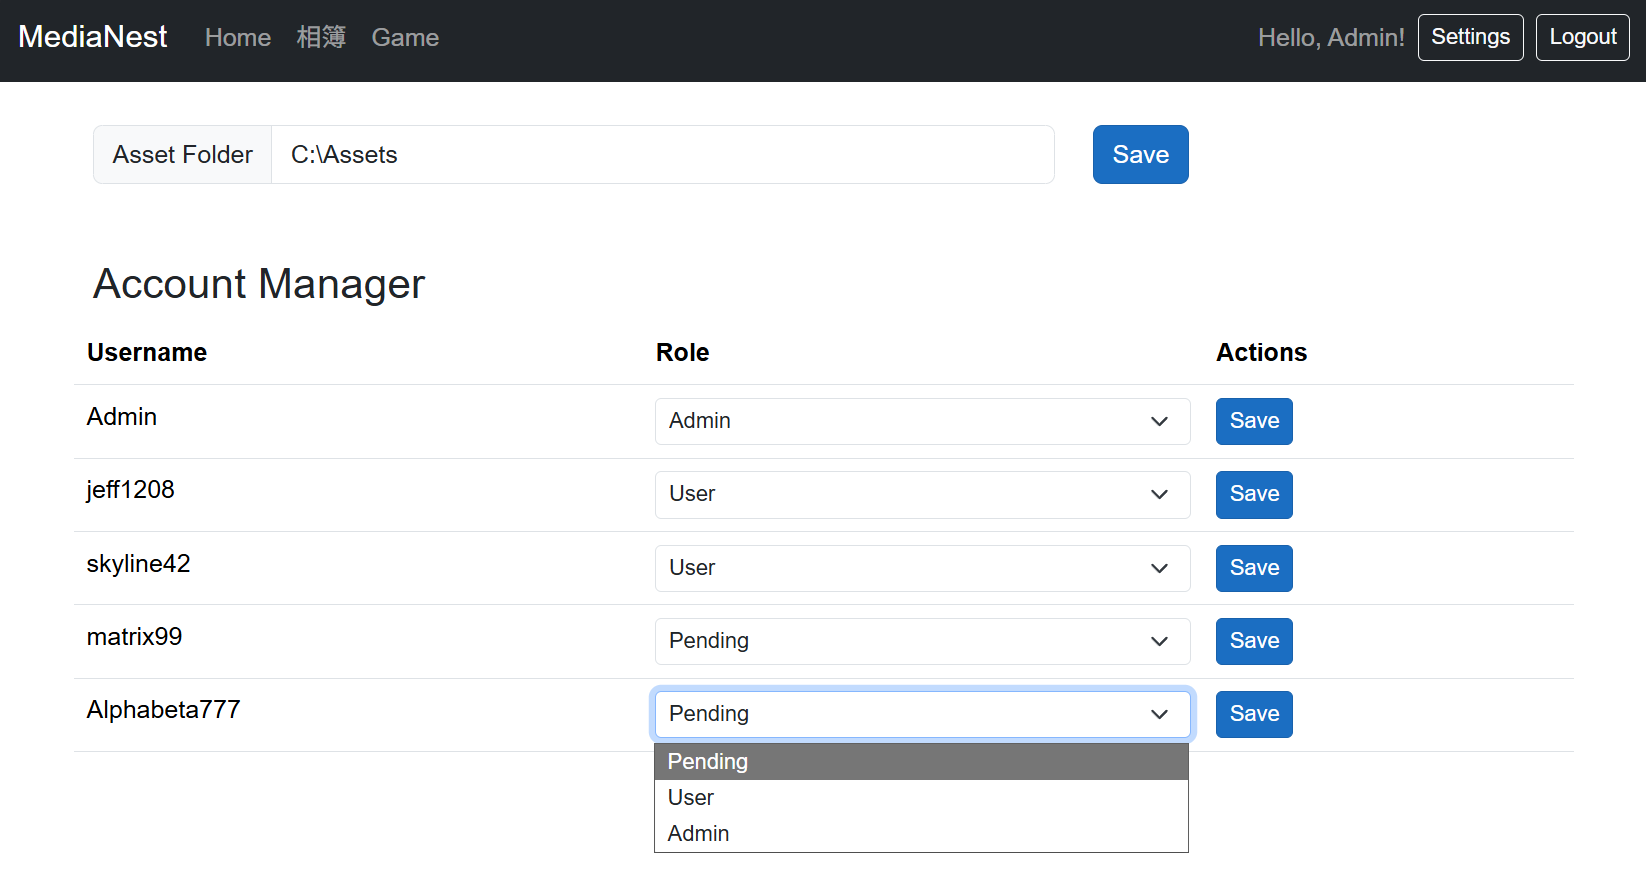 MediaNest Home 相簿 Game Hello, Admin! Settings Logout
Asset Folder C:\Assets Save
Account Manager
Username Role Actions
Admin Admin Save
jeff1208 User Save
skyline42 User Save
matrix99 Pending Save
Alphabeta777 Pending Save
Pending
User
Admin